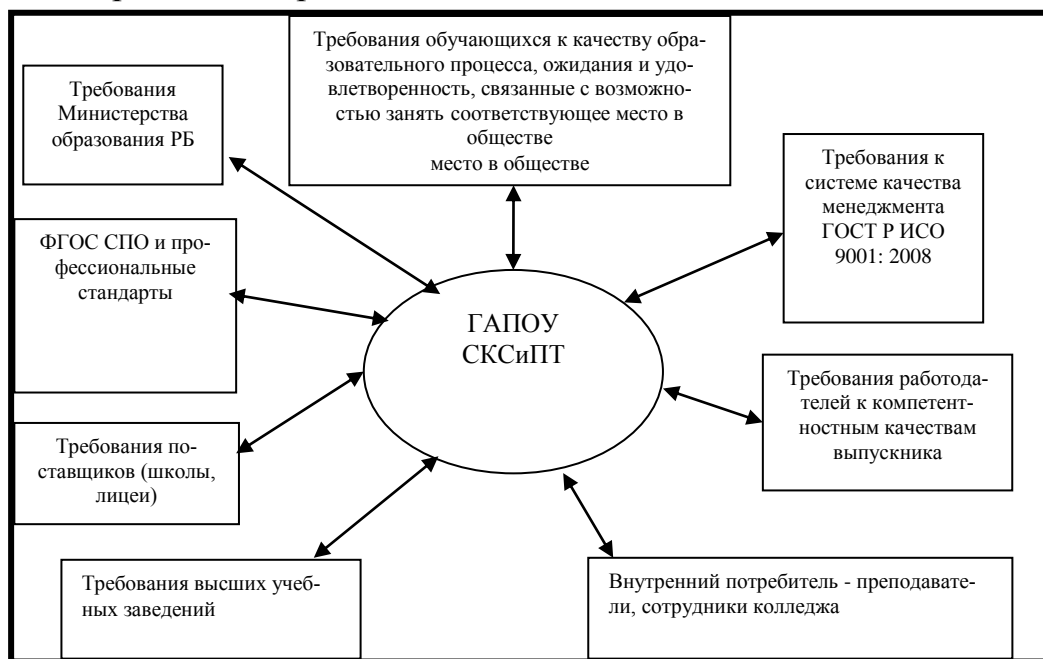 Требования обучающихся к качеству обра-
зовательного процесса, ожидания и удо-
влетворенность, связанные с возможно-
стью занять соответствующее место в
обществе
место в обществе
Требования
Министерства
образования РБ
Требования к
системе качества
менеджмента
ГОСТ Р ИСО
9001: 2008
ФГОС СПО и про-
фессиональные
стандарты
ГАПОУ
СКСиПТ
Требования работода-
телей к компетент-
ностным качествам
выпускника
Требования по-
ставщиков (школы,
лицеи)
Требования высших учеб-
ных заведений
Внутренний потребитель - преподавате-
ли, сотрудники колледжа